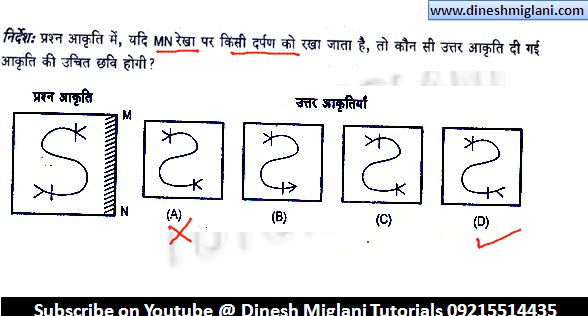 www.dineshmiglani.com
निर्देशः प्रश्न आकृति में, यदि MN रेखा पर किसी दर्पण को रखा जाता है, तो कौन सी उत्तर आकृति दी गई
आकृति की उचित छवि होगी ?
प्रश्न आकृति
उत्तर आकृतियाँ
M
N
(A) (B) (C) (D)
Subscribe on Youtube @ Dinesh Miglani Tutorials 09215514435